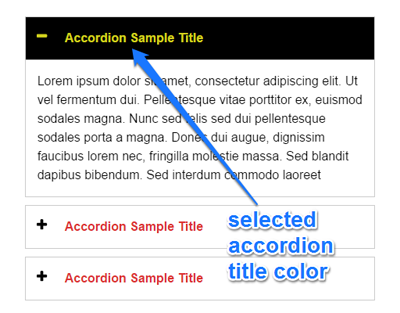 Accordion Sample Title
Lorem ipsum dolor sit amet, consectetur adipiscing elit. Ut
vel fermentum dui. Pellentesque vitae porttitor ex, euismod
sodales magna. Nunc sed felis sed dui pellentesque
sodales porta a magna. Donec dui augue, dignissim
faucibus lorem nec, fringilla molestie massa. Sed blandit
dapibus bibendum. Sed interdum commodo laoreet
Accordion Sample Title
Accordion Sample Title
selected
accordion
title color